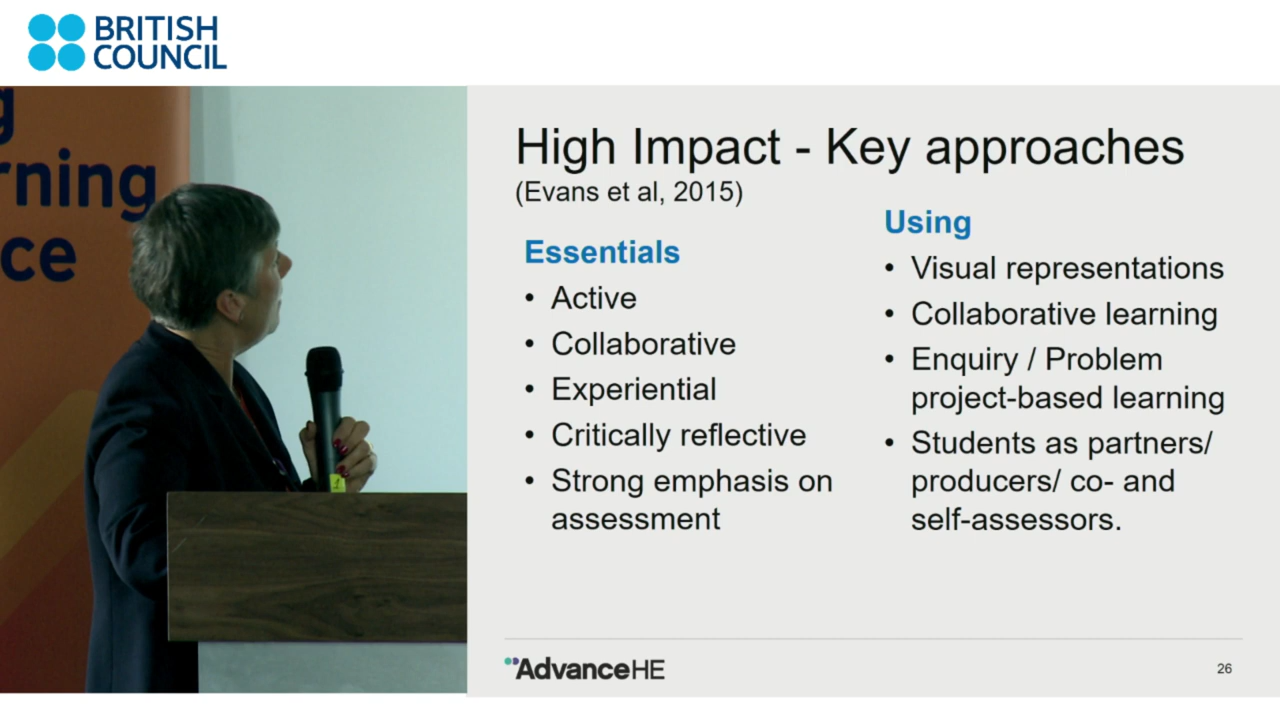 BRITISH
COUNCIL
g
rning
ce
1
High Impact - Key approaches
(Evans et al, 2015)
Essentials
• Active
• Collaborative
• Experiential
• Critically reflective
• Strong emphasis on
assessment
Using
• Visual representations
• Collaborative learning
• Enquiry / Problem
project-based learning
• Students as partners/
producers/ co- and
self-assessors.
AdvanceHE
26